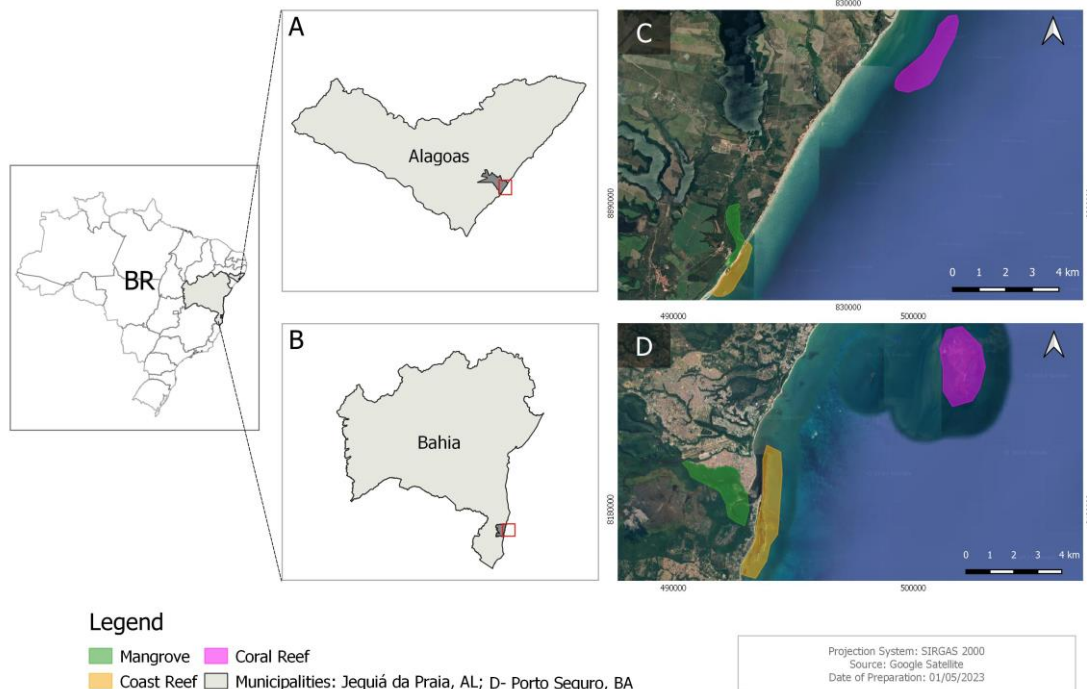 A
Alagoas
BR
B
Bahia
830000
C
8890000
0 1 2 3 4 km
830000
490000 500000
D
8180000
0 1 2 3 4 km
490000 500000
Legend
Mangrove Coral Reef
Coast Reef Municipalities: Jequiá da Praia, AL; D- Porto Seguro, BA
Projection System: SIRGAS 2000
Source: Google Satellite
Date of Preparation: 01/05/2023